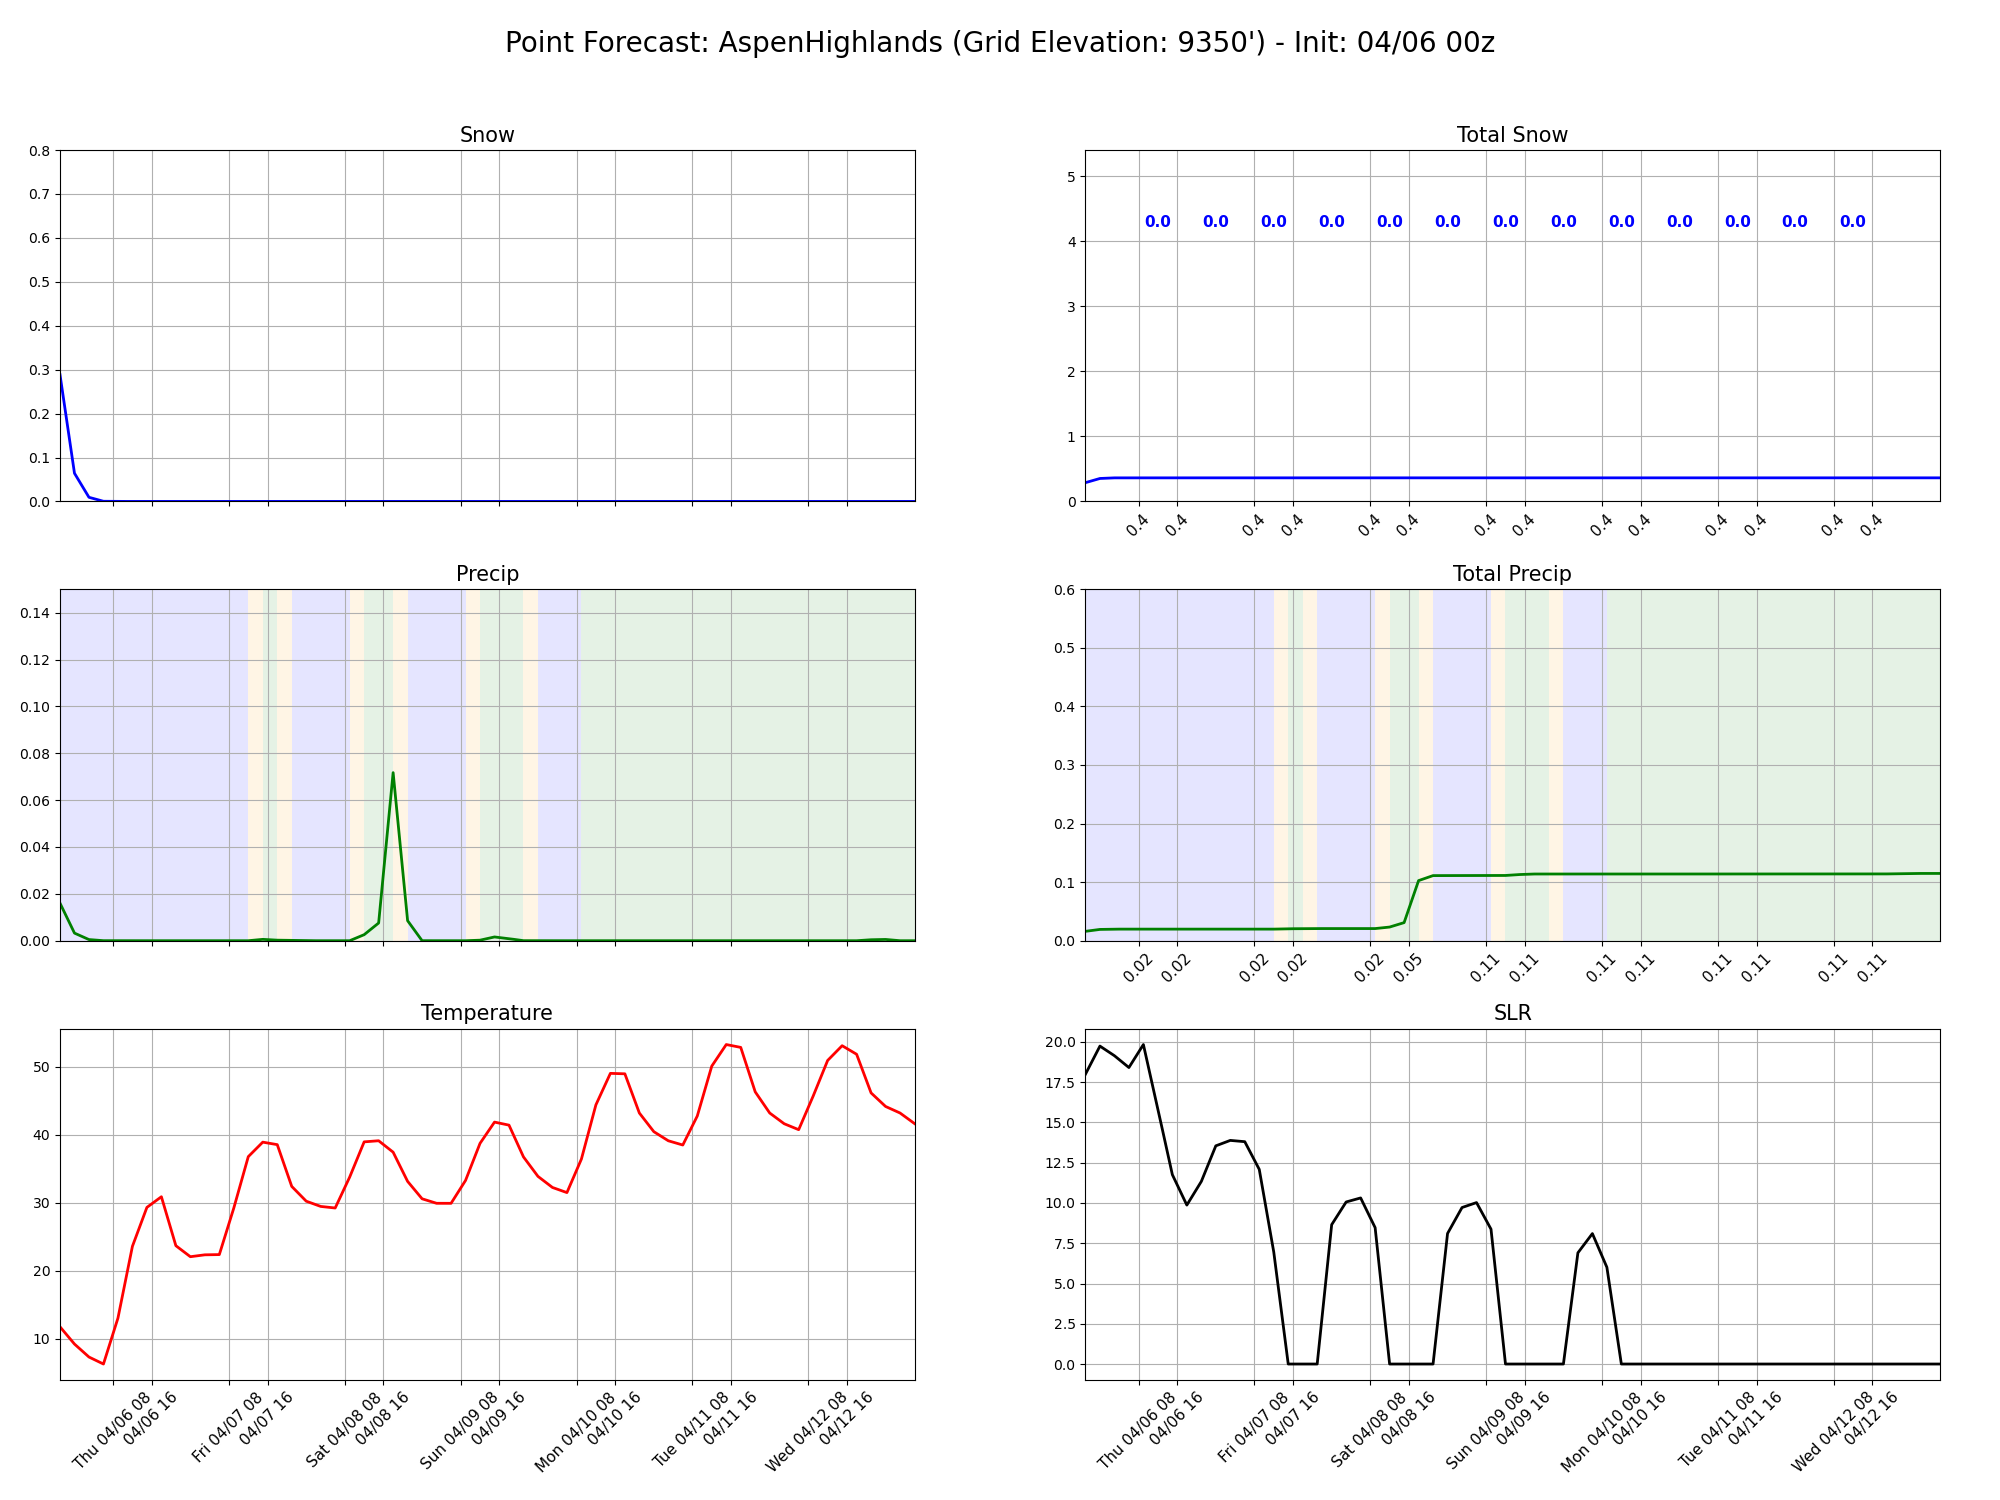 Point Forecast: AspenHighlands (Grid Elevation: 9350') - Init: 04/06 00z
Snow
0.8
0.7
0.6
0.5
0.4
0.3
0.2
0.1
0.0
Total Snow
5
4
3
2
1
0
0.0 0.0 0.0 0.0 0.0 0.0 0.0 0.0 0.0 0.0 0.0 0.0 0.0
0.4 0.4 0.4 0.4 0.4 0.4 0.4 0.4 0.4 0.4 0.4 0.4 0.4 0.4
Precip
0.14
0.12
0.10
0.08
0.06
0.04
0.02
0.00
Total Precip
0.6
0.5
0.4
0.3
0.2
0.1
0.0
0.02 0.02 0.02 0.02 0.02 0.05 0.11 0.11 0.11 0.11 0.11 0.11 0.11 0.11
Temperature
50
40
30
20
10
Thu 04/06 08
04/06 16
Fri 04/07 08
04/07 16
Sat 04/08 08
04/08 16
Sun 04/09 08
04/09 16
Mon 04/10 08
04/10 16
Tue 04/11 08
04/11 16
Wed 04/12 08
04/12 16
SLR
20.0
17.5
15.0
12.5
10.0
7.5
5.0
2.5
0.0
Thu 04/06 08
04/06 16
Fri 04/07 08
04/07 16
Sat 04/08 08
04/08 16
Sun 04/09 08
04/09 16
Mon 04/10 08
04/10 16
Tue 04/11 08
04/11 16
Wed 04/12 08
04/12 16